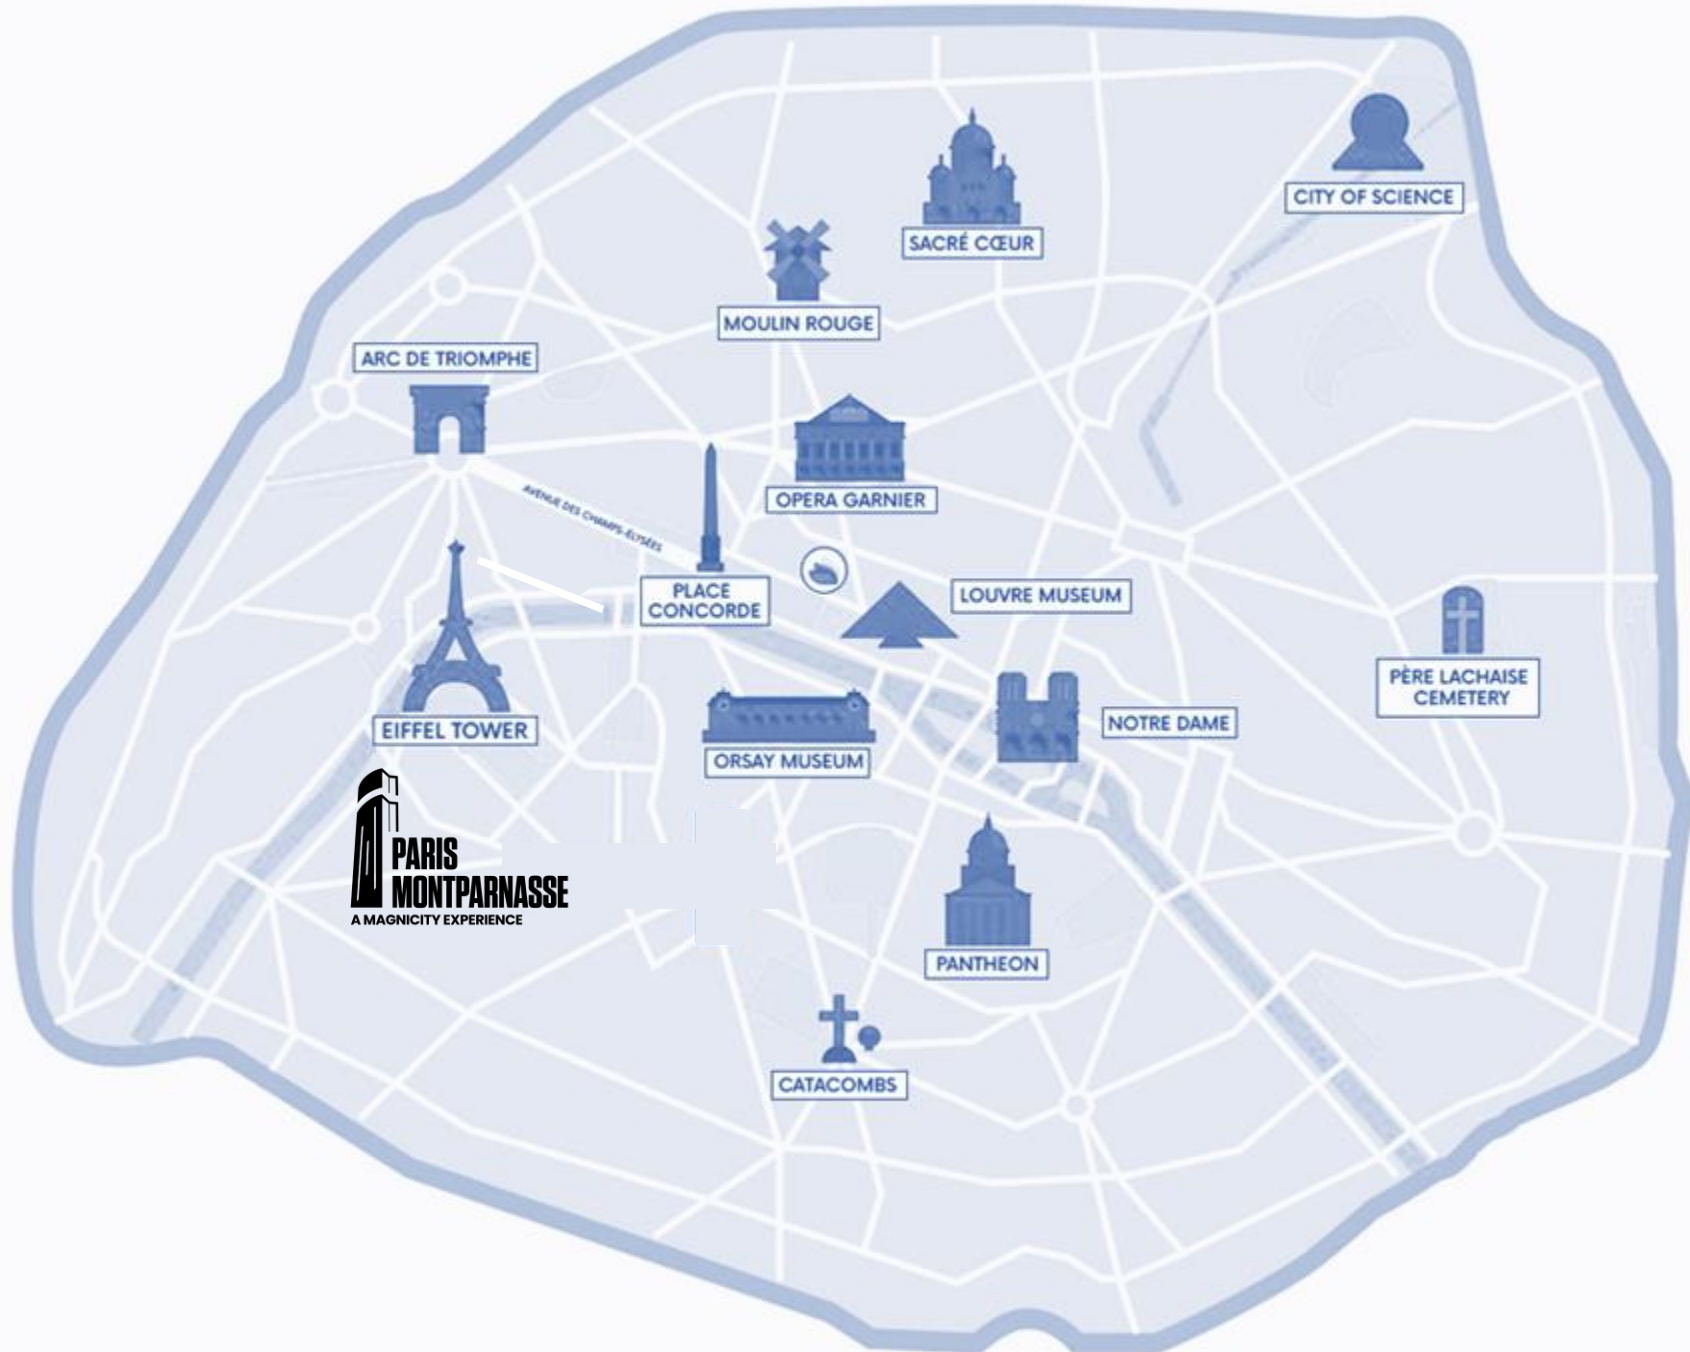 CITY OF SCIENCE
SACRÉ CŒUR
MOULIN ROUGE
ARC DE TRIOMPHE
AVENUE DES CHAMPS-ÉLYSÉES
OPERA GARNIER
PLACE
CONCORDE
LOUVRE MUSEUM
PÈRE LACHAISE
CEMETERY
EIFFEL TOWER
ORSAY MUSEUM
NOTRE DAME
PARIS
MONTPARNASSE
A MAGNICITY EXPERIENCE
PANTHEON
CATACOMBS